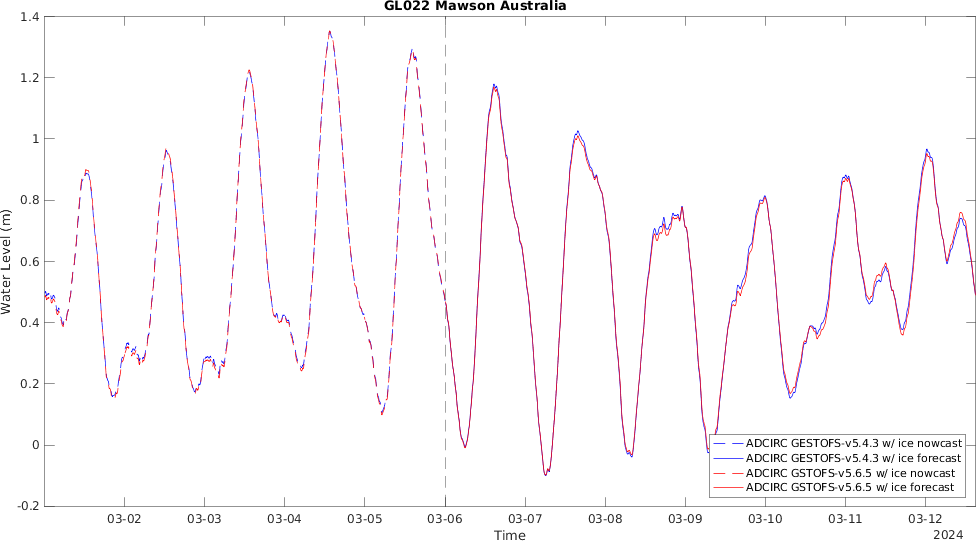 GL022 Mawson Australia
1.4
1.2
1
0.8
0.6
0.4
0.2
0
-0.2
Water Level (m)
ADCIRC GESTOFS-v5.4.3 w/ ice nowcast
ADCIRC GESTOFS-v5.4.3 w/ ice forecast
ADCIRC GSTOFS-v5.6.5 w/ ice nowcast
ADCIRC GSTOFS-v5.6.5 w/ ice forecast
03-02 03-03 03-04 03-05 03-06 03-07 03-08 03-09 03-10 03-11 03-12
Time
2024